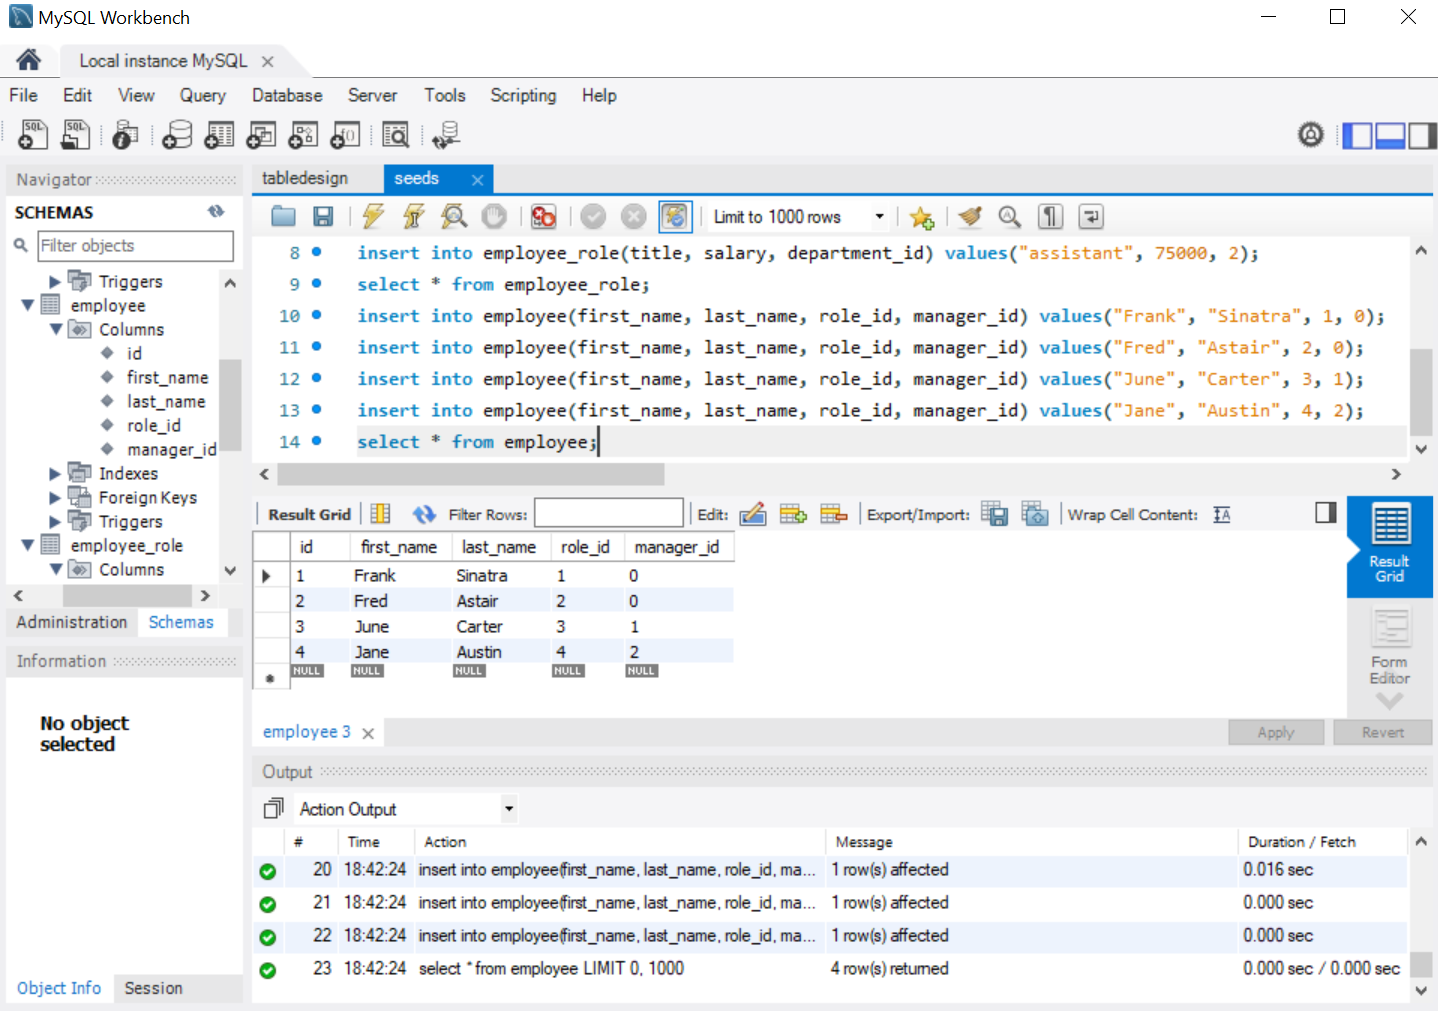 MySQL Workbench
Local instance MySQL
File Edit View Query Database Server Tools Scripting Help
SQL SQL
Navigator
SCHEMAS
Filter objects
Triggers
employee
Columns
id
first_name
last_name
role_id
manager_id
Indexes
Foreign Keys
Triggers
employee_role
Columns
Administration Schemas
Information
No object
selected
Object Info Session
tabledesign seeds
Limit to 1000 rows
8 insert into employee_role(title, salary, department_id) values("assistant", 75000, 2);
9 select * from employee_role;
10 insert into employee(first_name, last_name, role_id, manager_id) values("Frank", "Sinatra", 1, 0);
11 insert into employee(first_name, last_name, role_id, manager_id) values("Fred", "Astair", 2, 0);
12 insert into employee(first_name, last_name, role_id, manager_id) values("June", "Carter", 3, 1);
13 insert into employee(first_name, last_name, role_id, manager_id) values("Jane", "Austin", 4, 2);
14 select * from employee;
Result Grid Filter Rows: Edit: Export/Import: Wrap Cell Content: IA
id first_name last_name role_id manager_id
1 Frank Sinatra 1 0
2 Fred Astair 2 0
3 June Carter 3 1
4 Jane Austin 4 2
NULL NULL NULL NULL NULL
Result
Grid
Form
Editor
employee 3
Apply Revert
Output
Action Output
# Time Action Message Duration / Fetch
20 18:42:24 insert into employee(first_name, last_name, role_id, ma... 1 row(s) affected 0.016 sec
21 18:42:24 insert into employee(first_name, last_name, role_id, ma... 1 row(s) affected 0.000 sec
22 18:42:24 insert into employee(first_name, last_name, role_id, ma... 1 row(s) affected 0.000 sec
23 18:42:24 select * from employee LIMIT 0, 1000 4 row(s) returned 0.000 sec / 0.000 sec